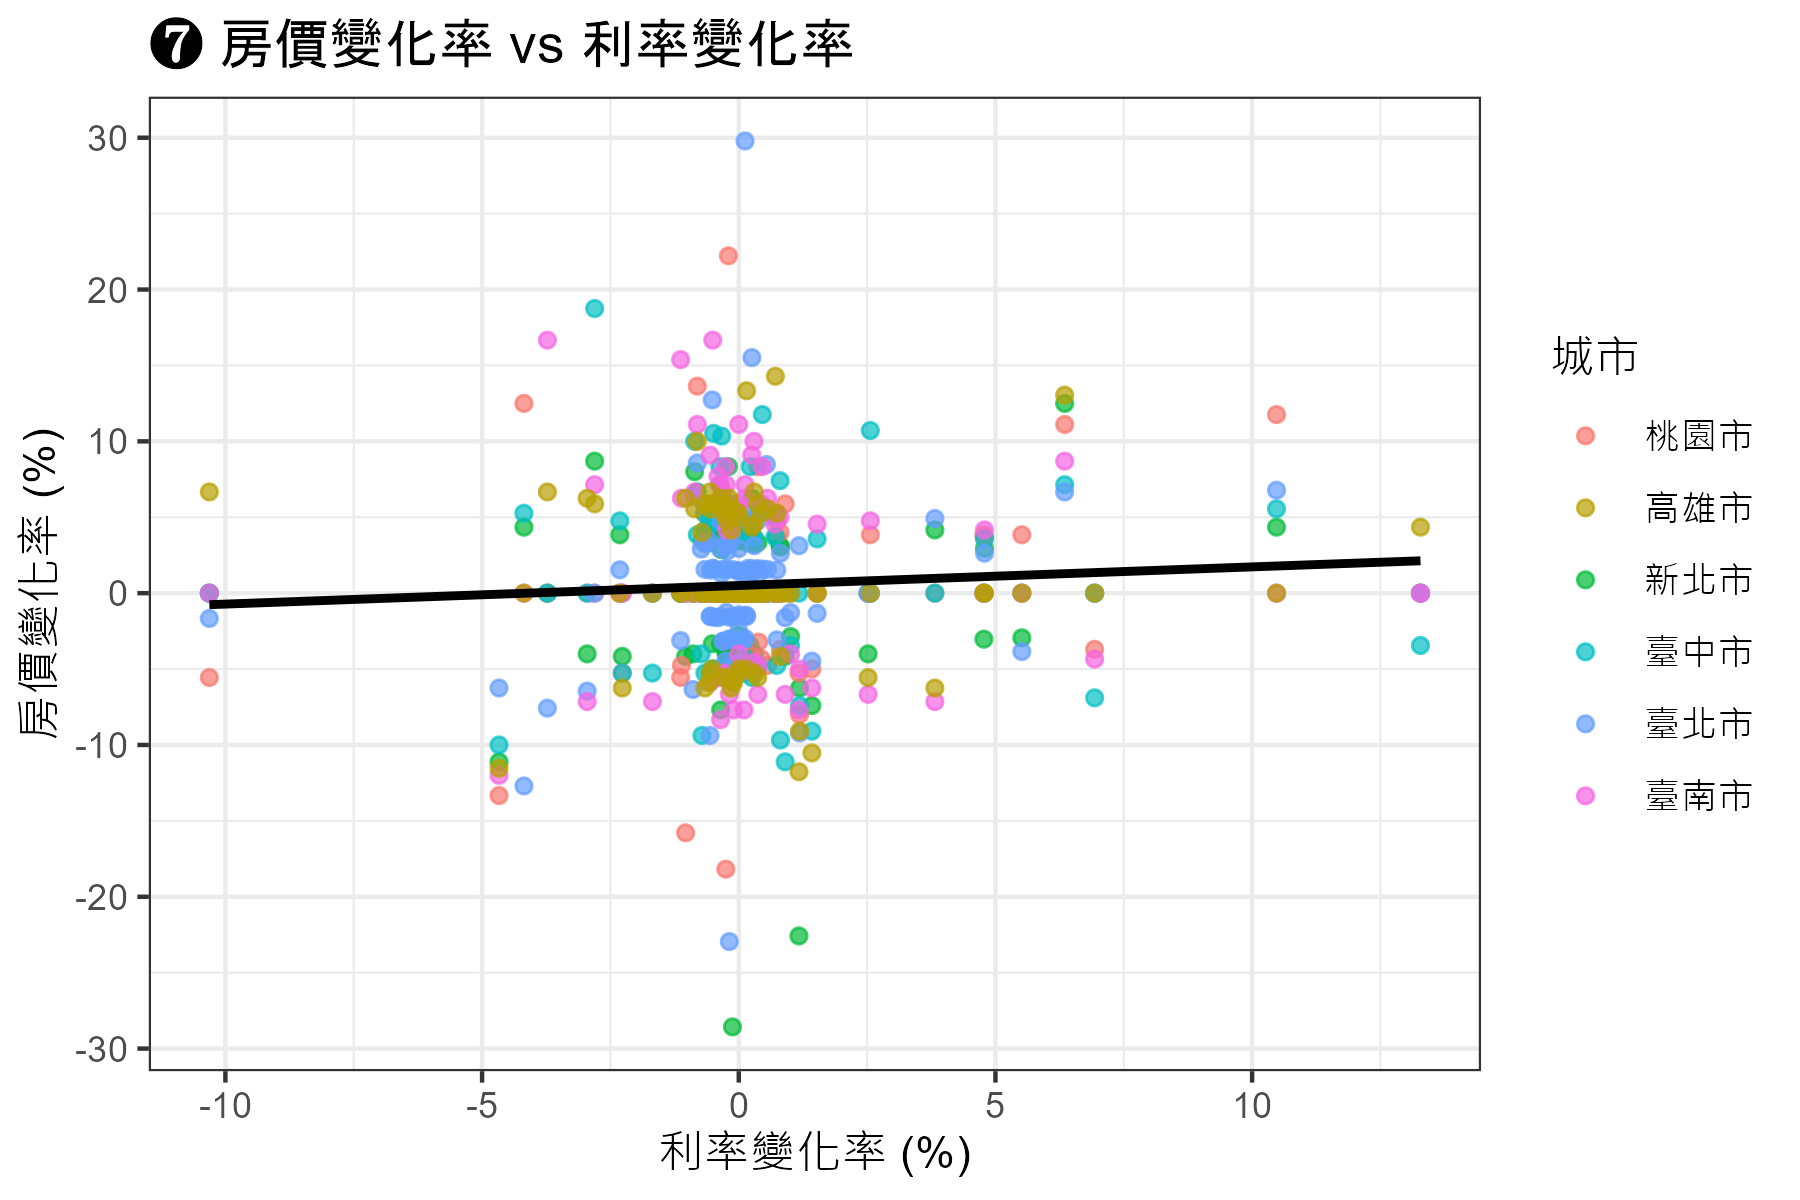 ❼ 房價變化率 vs 利率變化率
30
20
10
0
-10
-20
-30
房價變化率 (%)
-10
-5
0
5
10
利率變化率 (%)
城市
桃園市
高雄市
新北市
臺中市
臺北市
臺南市